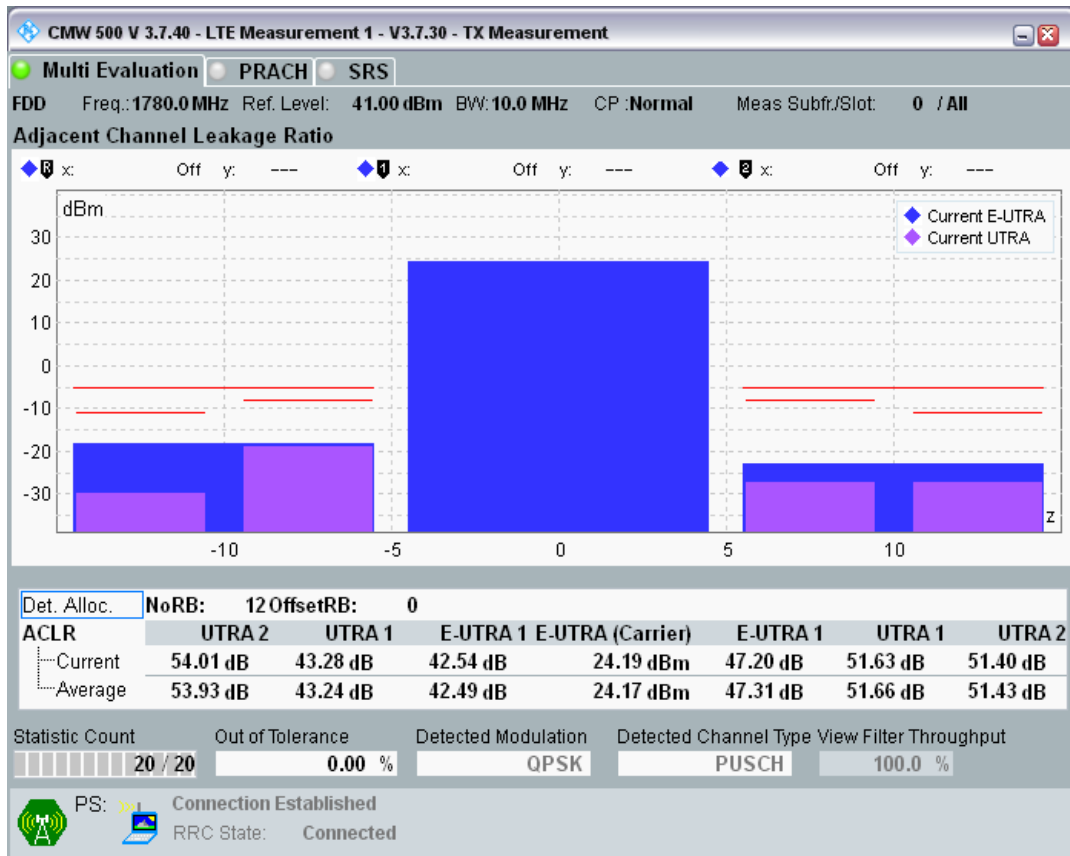 CMW 500 V 3.7.40 - LTE Measurement 1 - V3.7.30 - TX Measurement
Multi Evaluation PRACH SRS
FDD Freq.: 1780.0 MHz Ref. Level: 41.00 dBm BW: 10.0 MHz CP :Normal Meas Subfr./Slot: 0 / All
Adjacent Channel Leakage Ratio
R x: Off y: --- 1 x: Off y: --- 2 x: Off y: ---
dBm
Current E-UTRA
Current UTRA
30
20
10
0
-10
-20
-30
z
-10 -5 0 5 10
Det. Alloc. NoRB: 12 OffsetRB: 0
ACLR UTRA 2 UTRA 1 E-UTRA 1 E-UTRA (Carrier) E-UTRA 1 UTRA 1 UTRA 2
Current 54.01 dB 43.28 dB 42.54 dB 24.19 dBm 47.20 dB 51.63 dB 51.40 dB
Average 53.93 dB 43.24 dB 42.49 dB 24.17 dBm 47.31 dB 51.66 dB 51.43 dB
Statistic Count Out of Tolerance Detected Modulation Detected Channel Type View Filter Throughput
20 / 20 0.00 % QPSK PUSCH 100.0 %
PS: Connection Established
RRC State: Connected